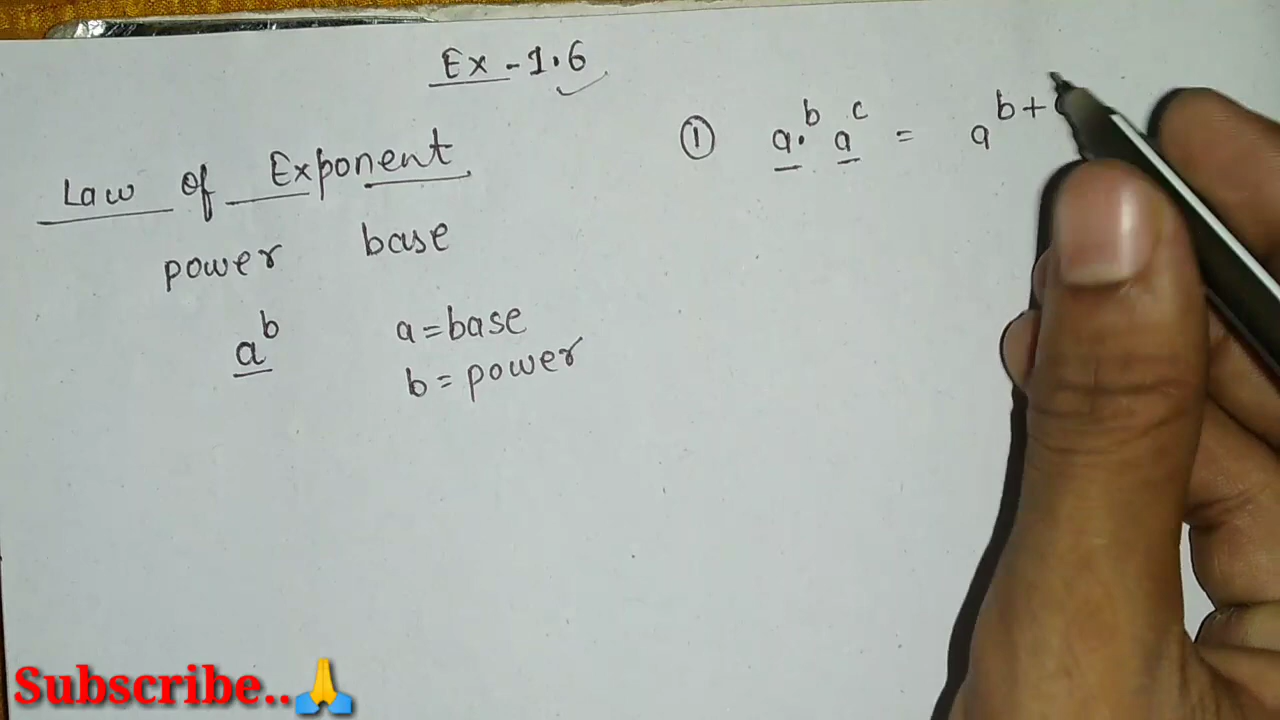 Ex - 1.6
Law of Exponent
power base
a^b a = base
b = power
① a^b · a^c = a^b+
Subscribe..🙏